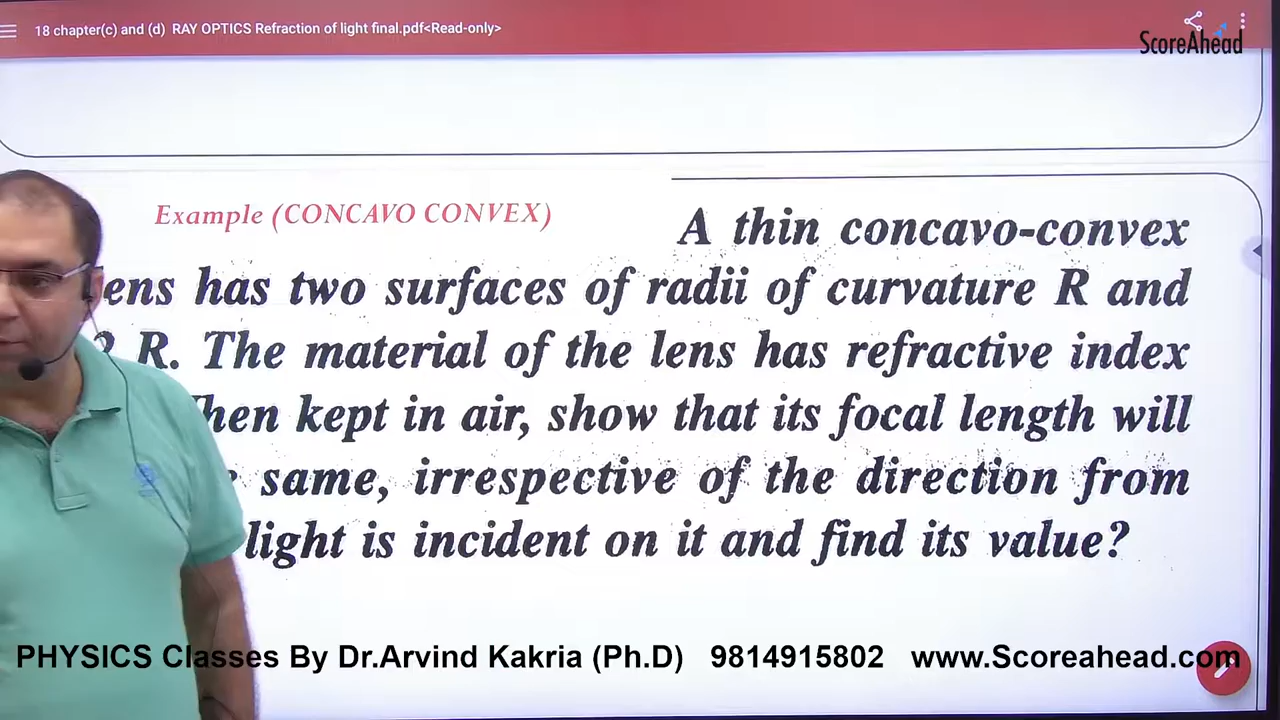 18 chapter(c) and (d) RAY OPTICS Refraction of light final.pdf<Read-only>
ScoreAhead
Example (CONCAVO CONVEX)
A thin concavo-convex
ens has two surfaces of radii of curvature R and
R. The material of the lens has refractive index
hen kept in air, show that its focal length will
same, irrespective of the direction from
light is incident on it and find its value?
PHYSICS Classes By Dr.Arvind Kakria (Ph.D) 9814915802 www.Scoreahead.com